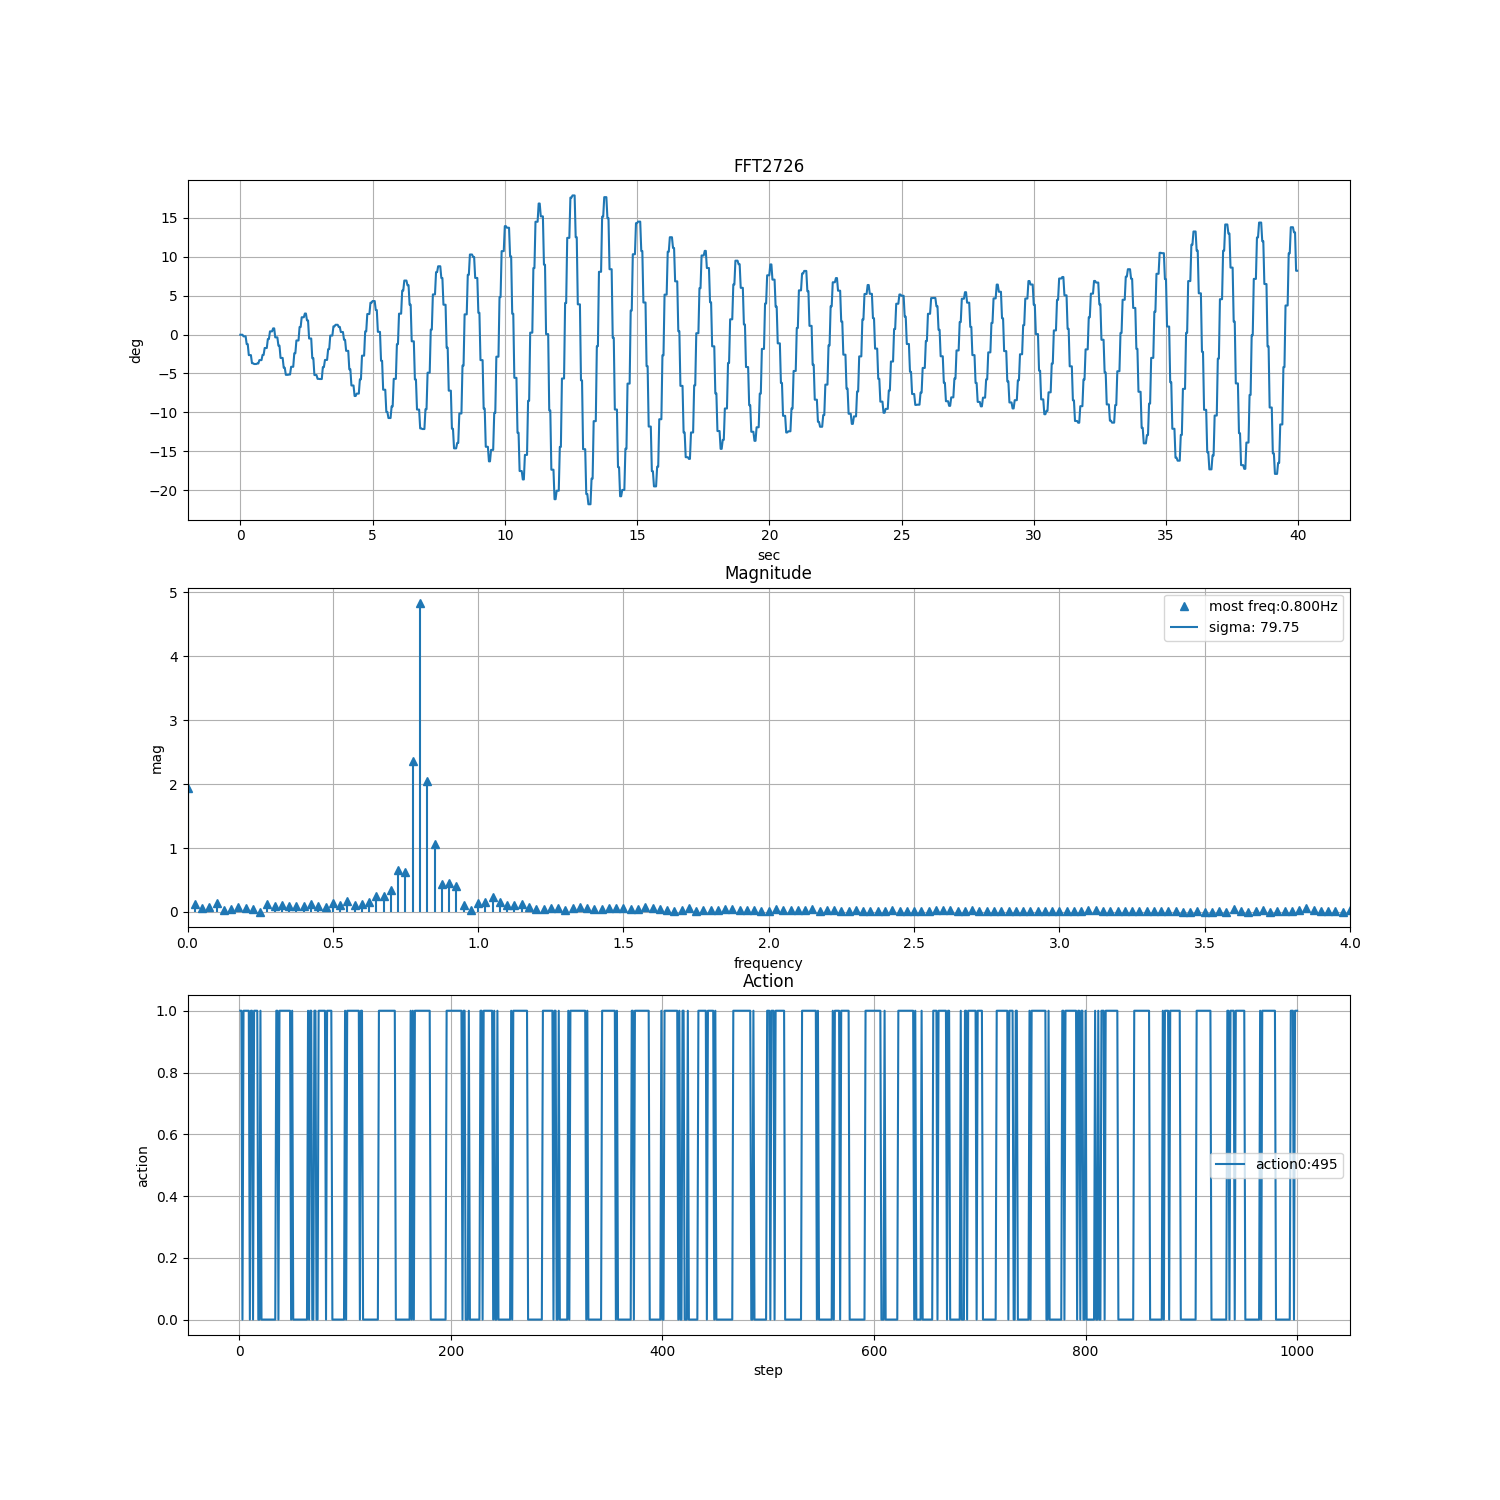 FFT2726
15
10
5
0
−5
−10
−15
−20
deg
0 5 10 15 20 25 30 35 40
sec
Magnitude
5
4
3
2
1
0
mag
most freq:0.800Hz
sigma: 79.75
0.0 0.5 1.0 1.5 2.0 2.5 3.0 3.5 4.0
frequency
Action
1.0
0.8
0.6
0.4
0.2
0.0
action
action0:495
0 200 400 600 800 1000
step